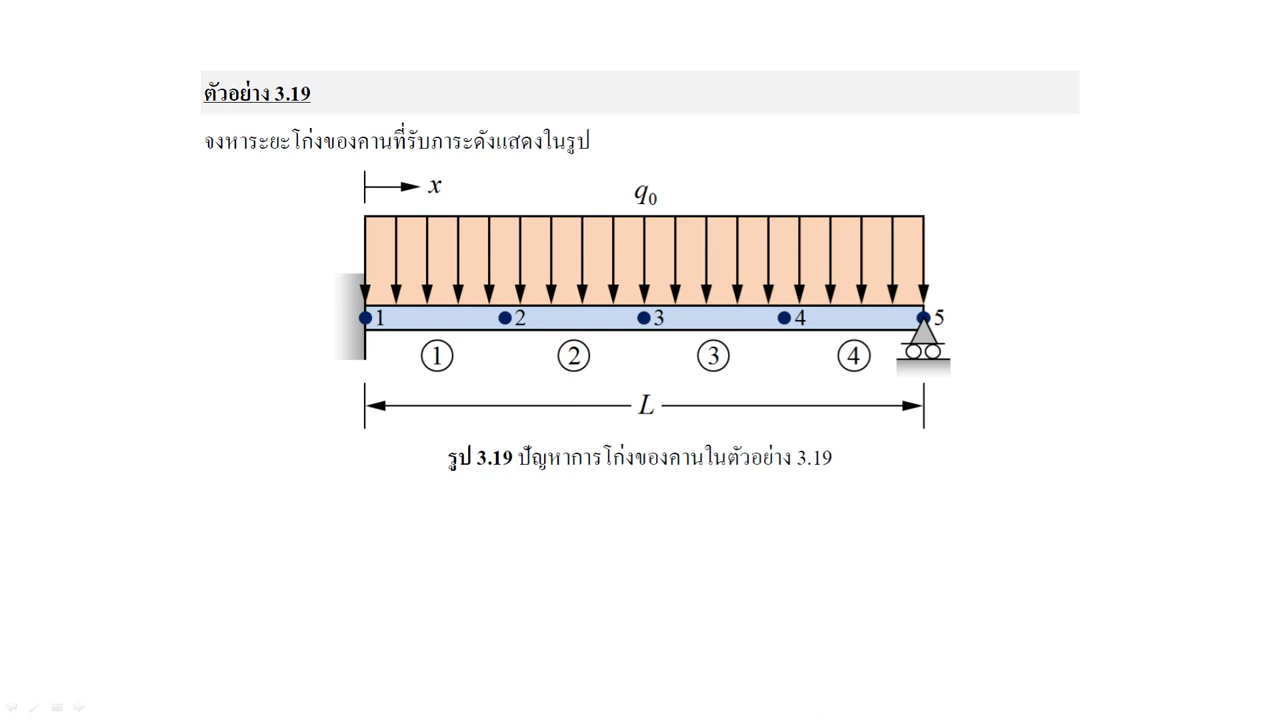 ตัวอย่าง 3.19
จงหาระยะโก่งของคานที่รับภาระดังแสดงในรูป
x
q₀
1 2 3 4 5
① ② ③ ④
L
รูป 3.19 ปัญหาการโก่งของคานในตัวอย่าง 3.19